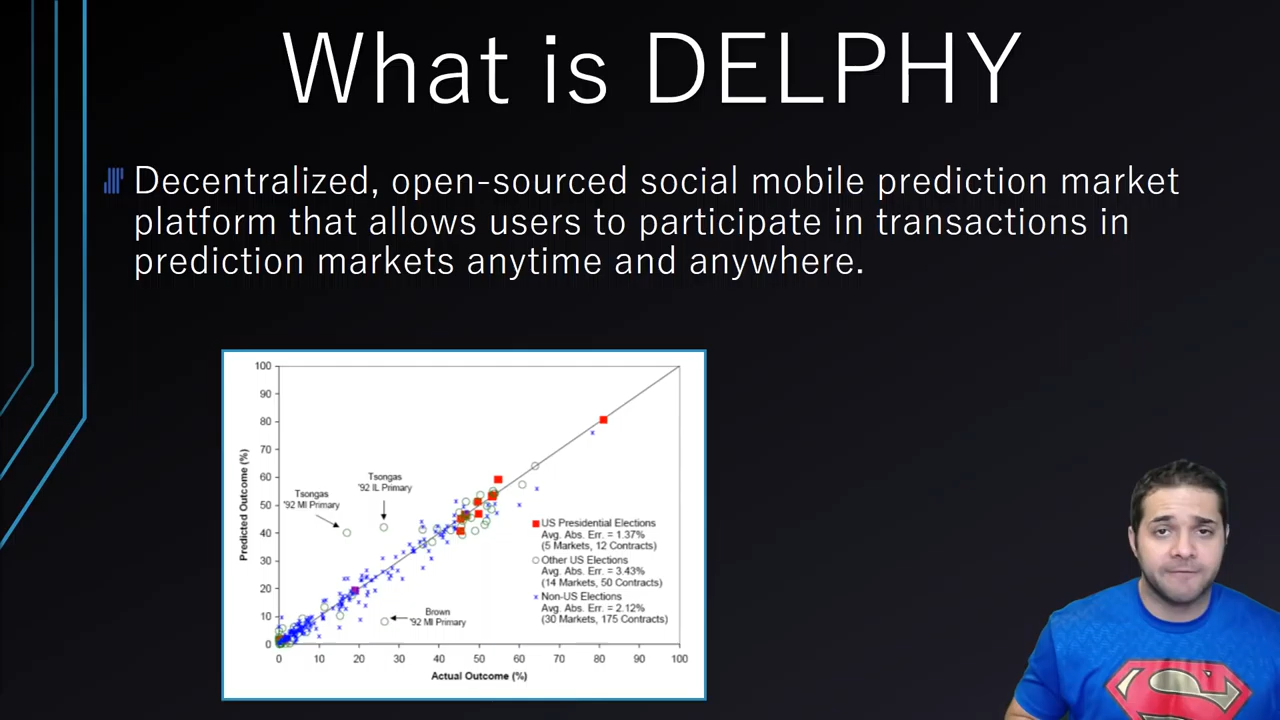 What is DELPHY
Decentralized, open-sourced social mobile prediction market
platform that allows users to participate in transactions in
prediction markets anytime and anywhere.
100
90
80
70
60
50
40
30
20
10
0
Predicted Outcome (%)
Tsongas
'92 MI Primary
Tsongas
'92 IL Primary
Brown
'92 MI Primary
US Presidential Elections
Avg. Abs. Err. = 1.37%
(5 Markets, 12 Contracts)
Other US Elections
Avg. Abs. Err. = 3.43%
(14 Markets, 50 Contracts)
Non-US Elections
Avg. Abs. Err. = 2.12%
(30 Markets, 175 Contracts)
0 10 20 30 40 50 60 70 80 90 100
Actual Outcome (%)